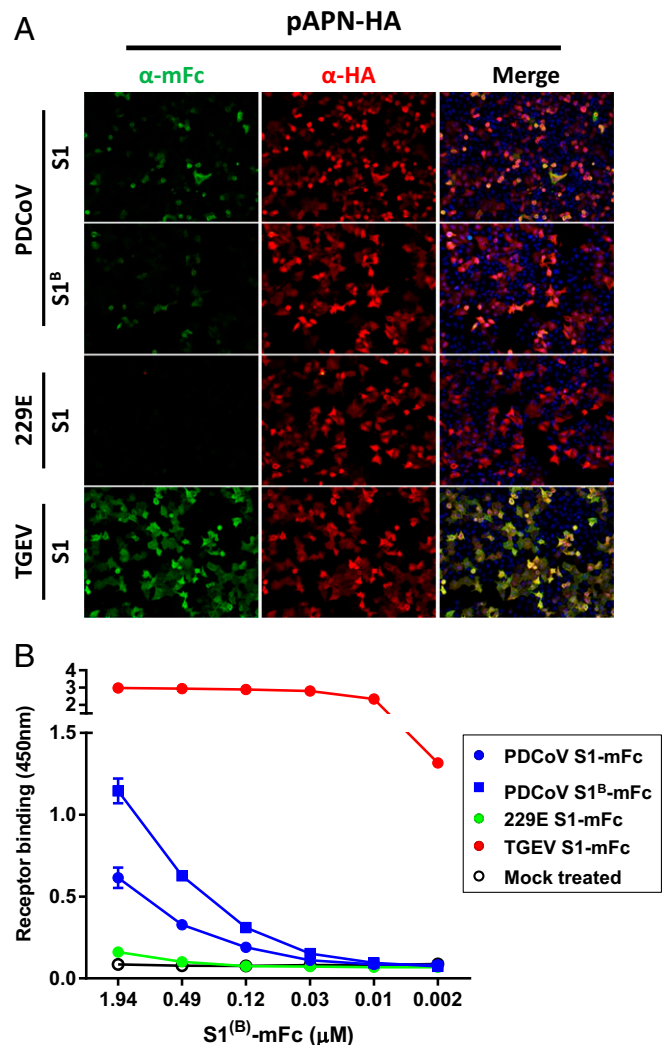 A
pAPN-HA
α-mFc α-HA Merge
PDCoV
S1
S1ᴮ
229E
S1
TGEV
S1
B
Receptor binding (450nm)
4
3
2
1.5
1.0
0.5
0.0
1.94 0.49 0.12 0.03 0.01 0.002
S1⁽ᴮ⁾-mFc (μM)
PDCoV S1-mFc
PDCoV S1ᴮ-mFc
229E S1-mFc
TGEV S1-mFc
Mock treated